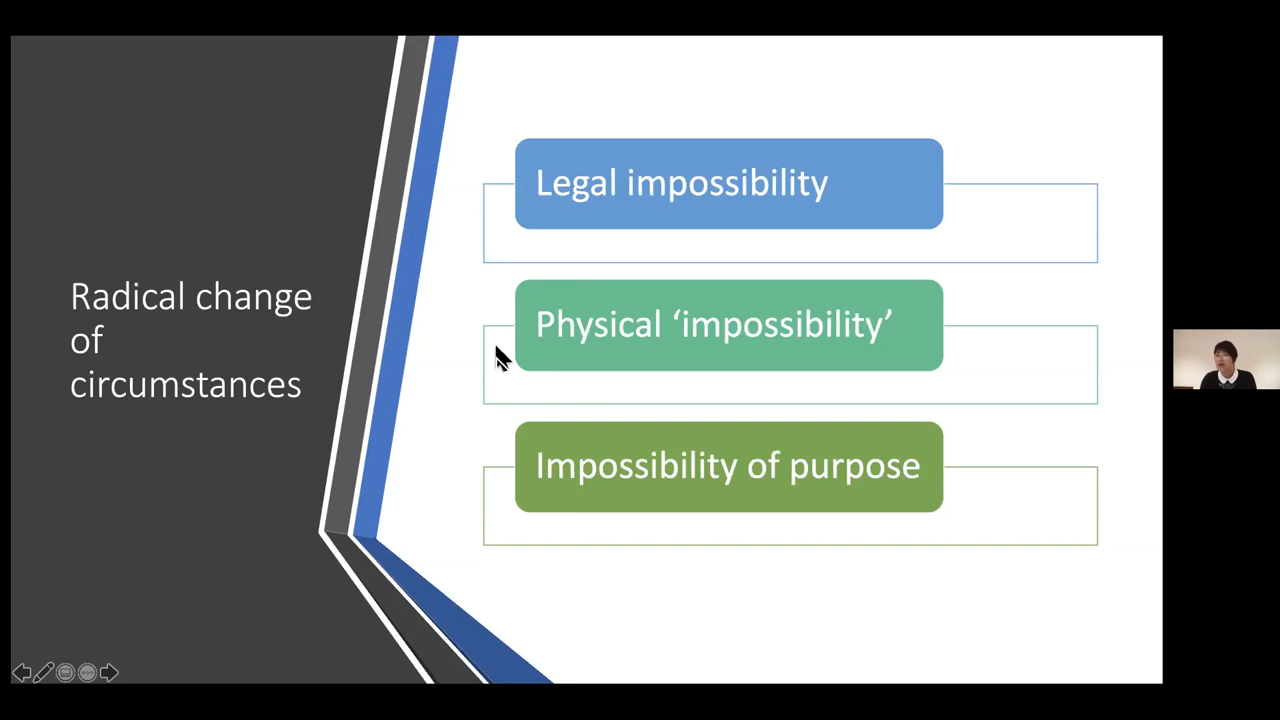 Radical change
of
circumstances
Legal impossibility
Physical ‘impossibility’
Impossibility of purpose